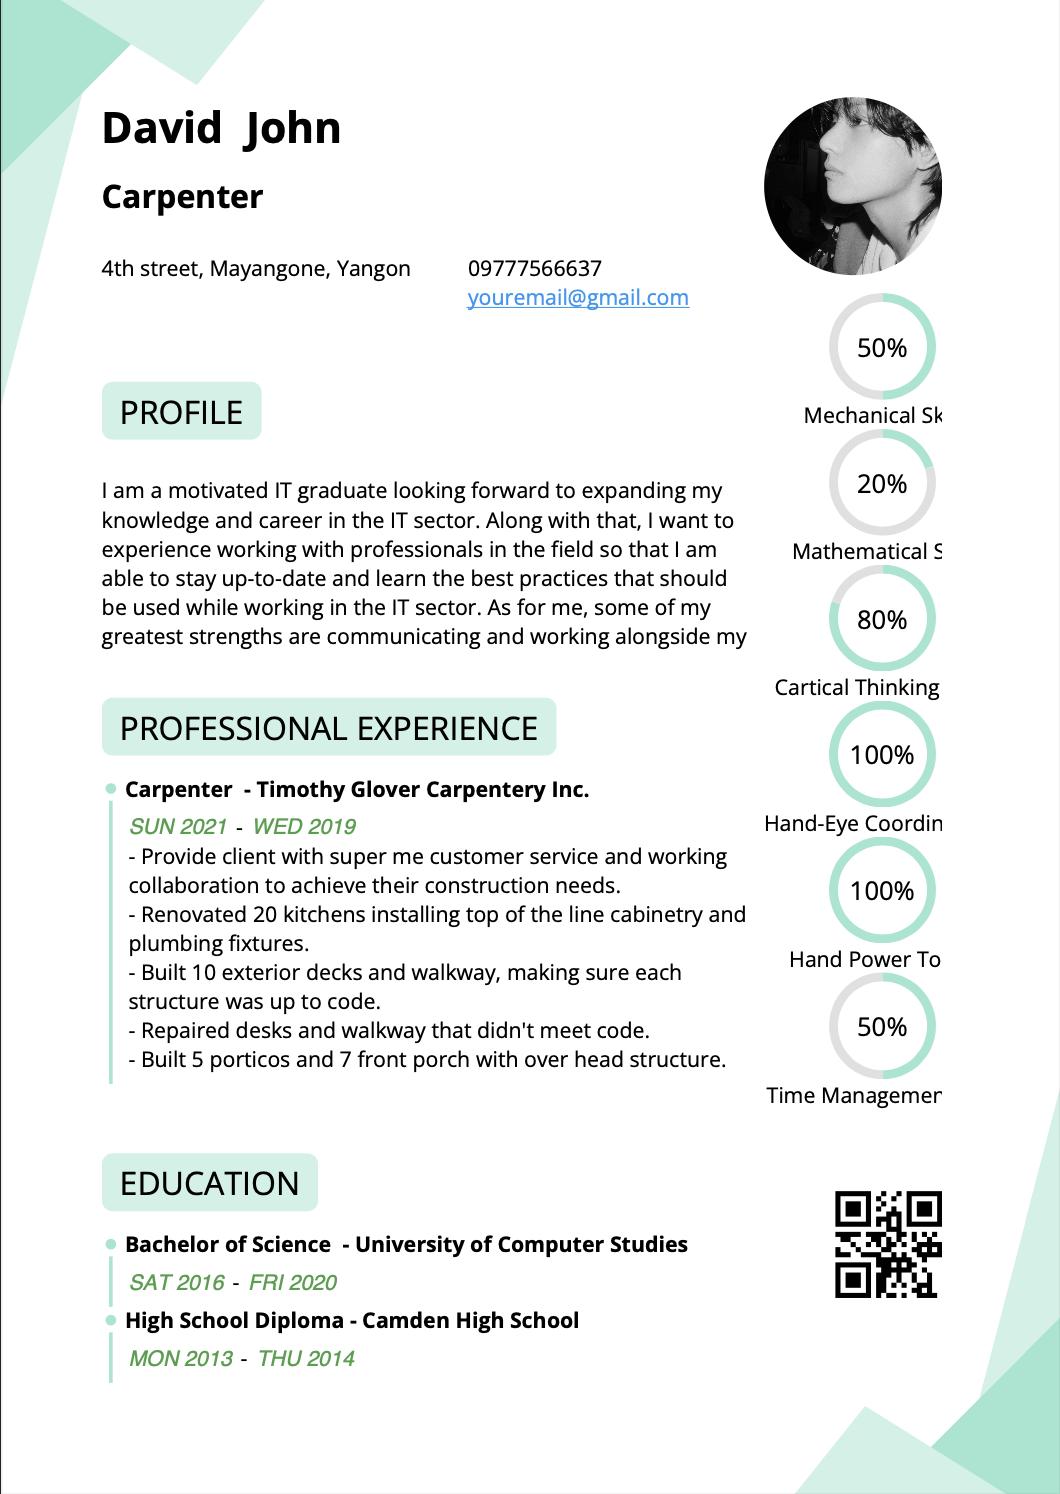 David  John
Carpenter
4th street, Mayangone, Yangon
09777566637
youremail@gmail.com
PROFILE
I am a motivated IT graduate looking forward to expanding my
knowledge and career in the IT sector. Along with that, I want to
experience working with professionals in the field so that I am
able to stay up-to-date and learn the best practices that should
be used while working in the IT sector. As for me, some of my
greatest strengths are communicating and working alongside my
PROFESSIONAL EXPERIENCE
Carpenter  - Timothy Glover Carpentery Inc.
SUN 2021 - WED 2019
- Provide client with super me customer service and working
collaboration to achieve their construction needs.
- Renovated 20 kitchens installing top of the line cabinetry and
plumbing fixtures.
- Built 10 exterior decks and walkway, making sure each
structure was up to code.
- Repaired desks and walkway that didn't meet code.
- Built 5 porticos and 7 front porch with over head structure.
EDUCATION
Bachelor of Science  - University of Computer Studies
SAT 2016 - FRI 2020
High School Diploma - Camden High School
MON 2013 - THU 2014
50%
Mechanical Sk
20%
Mathematical S
80%
Cartical Thinking
100%
Hand-Eye Coordin
100%
Hand Power To
50%
Time Managemen